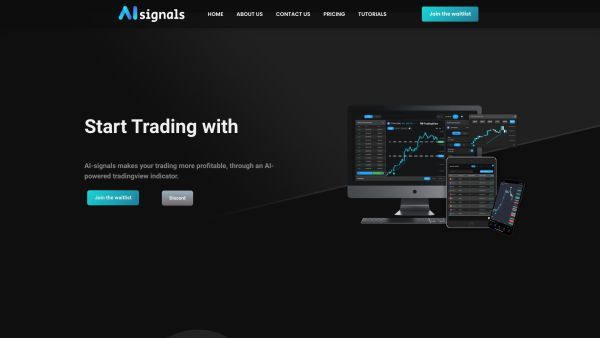 AI signals
HOME
ABOUT US
CONTACT US
PRICING
TUTORIALS
Join the waitlist
Start Trading with
AI-signals makes your trading more profitable, through an AI-
powered tradingview indicator.
Join the waitlist
Discord